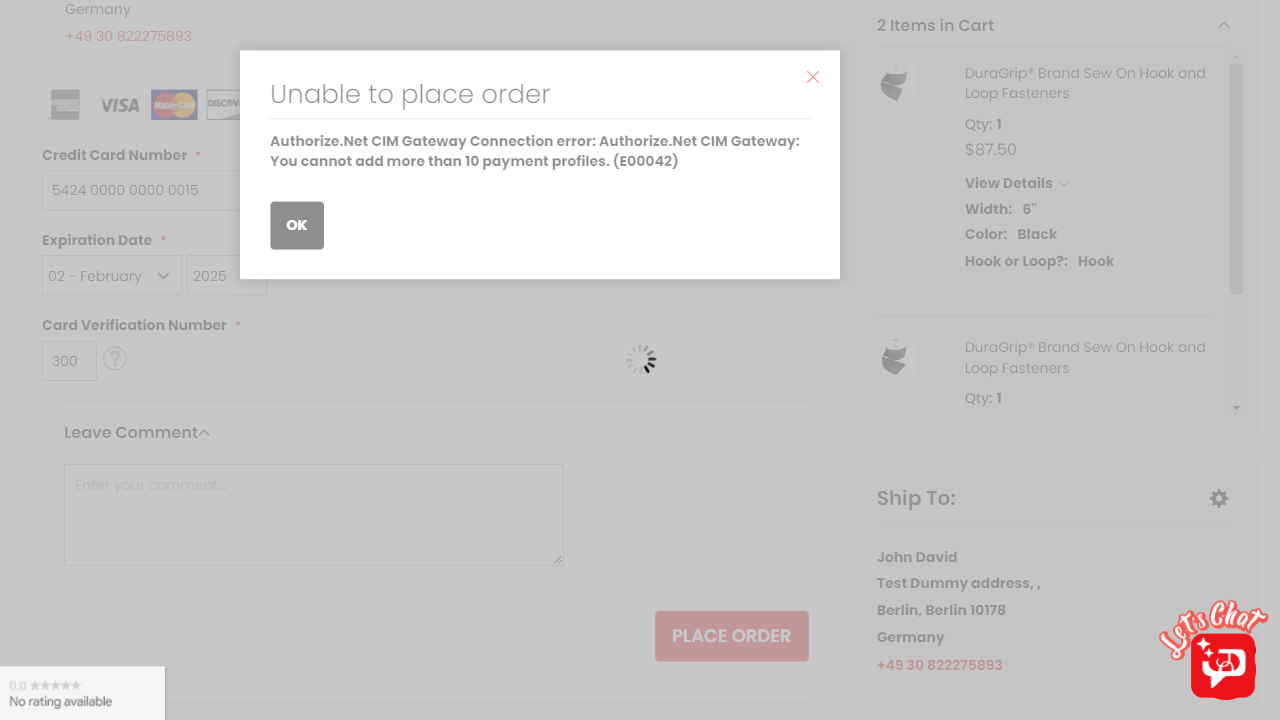 Germany
+49 30 822275893
VISA
MasterCard
Credit Card Number *
5424 0000 0000 0015
Expiration Date *
02 - February
2025
Card Verification Number *
300
?
Leave Comment
Enter your comment...
PLACE ORDER
0.0 ★★★★★
No rating available
Unable to place order
Authorize.Net CIM Gateway Connection error: Authorize.Net CIM Gateway:
You cannot add more than 10 payment profiles. (E00042)
OK
2 Items in Cart
DuraGrip® Brand Sew On Hook and
Loop Fasteners
Qty: 1
$87.50
View Details
Width: 6"
Color: Black
Hook or Loop?: Hook
DuraGrip® Brand Sew On Hook and
Loop Fasteners
Qty: 1
Ship To:
John David
Test Dummy address, ,
Berlin, Berlin 10178
Germany
+49 30 822275893
Let's Chat